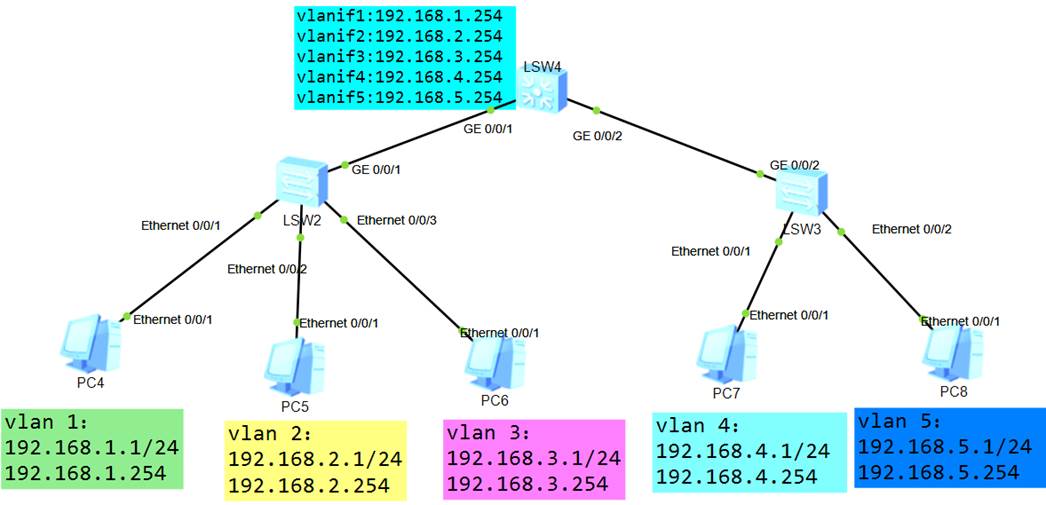 vlanif1:192.168.1.254
vlanif2:192.168.2.254
vlanif3:192.168.3.254
vlanif4:192.168.4.254
vlanif5:192.168.5.254
LSW4
GE 0/0/1
GE 0/0/2
GE 0/0/1
GE 0/0/2
LSW2
LSW3
Ethernet 0/0/1
Ethernet 0/0/3
Ethernet 0/0/2
Ethernet 0/0/1
Ethernet 0/0/2
Ethernet 0/0/1
Ethernet 0/0/1
Ethernet 0/0/1
Ethernet 0/0/1
Ethernet 0/0/1
PC4
PC5
PC6
PC7
PC8
vlan 1:
192.168.1.1/24
192.168.1.254
vlan 2:
192.168.2.1/24
192.168.2.254
vlan 3:
192.168.3.1/24
192.168.3.254
vlan 4:
192.168.4.1/24
192.168.4.254
vlan 5:
192.168.5.1/24
192.168.5.254